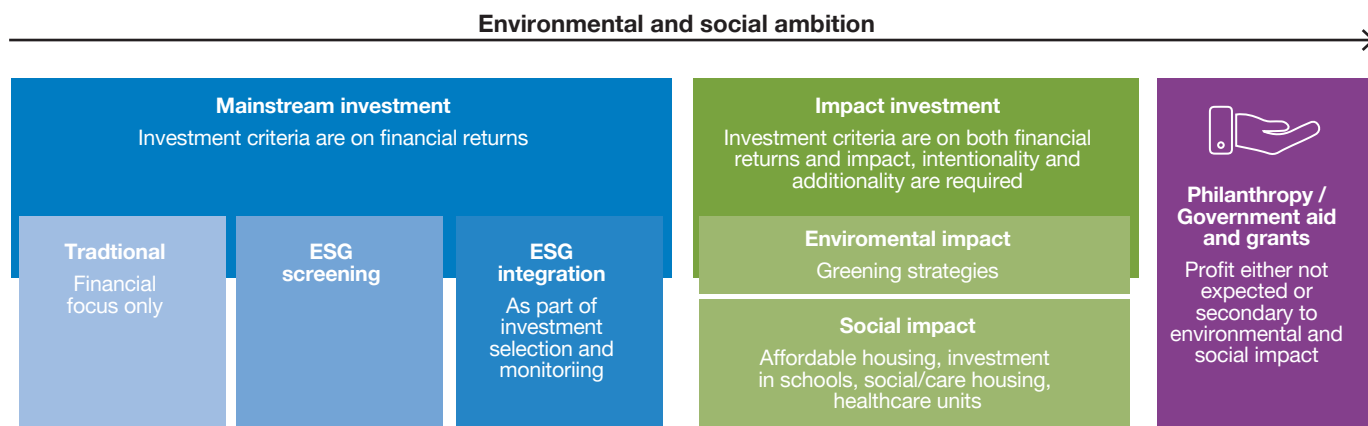 Environmental and social ambition
Mainstream investment
Investment criteria are on financial returns
Tradtional
Financial
focus only
ESG
screening
ESG
integration
As part of
investment
selection and
monitoriing
Impact investment
Investment criteria are on both financial
returns and impact, intentionality and
additionality are required
Enviromental impact
Greening strategies
Social impact
Affordable housing, investment
in schools, social/care housing,
healthcare units
Philanthropy /
Government aid
and grants
Profit either not
expected or
secondary to
environmental and
social impact